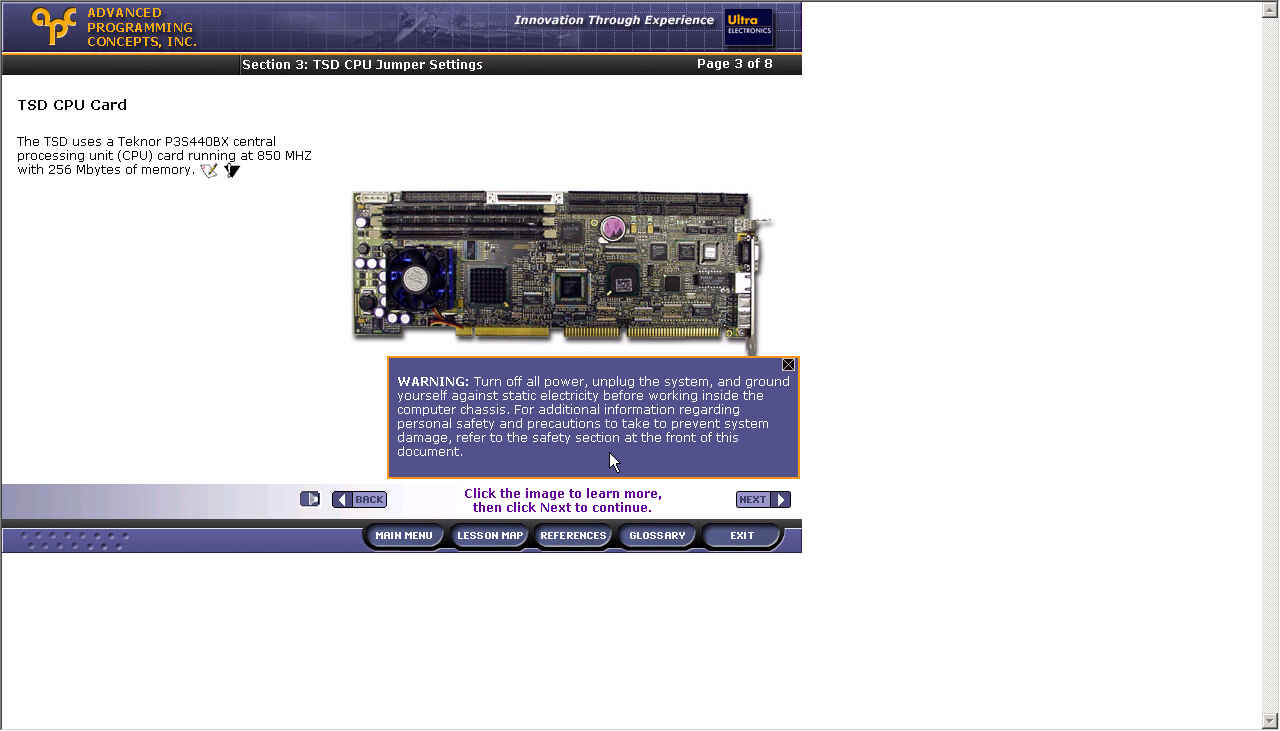 ADVANCED
PROGRAMMING
CONCEPTS, INC.
Innovation Through Experience
Ultra
ELECTRONICS
Section 3: TSD CPU Jumper Settings
Page 3 of 8
TSD CPU Card
The TSD uses a Teknor P3S440BX central
processing unit (CPU) card running at 850 MHZ
with 256 Mbytes of memory.
WARNING: Turn off all power, unplug the system, and ground
yourself against static electricity before working inside the
computer chassis. For additional information regarding
personal safety and precautions to take to prevent system
damage, refer to the safety section at the front of this
document.
BACK
Click the image to learn more,
then click Next to continue.
NEXT
MAIN MENU
LESSON MAP
REFERENCES
GLOSSARY
EXIT